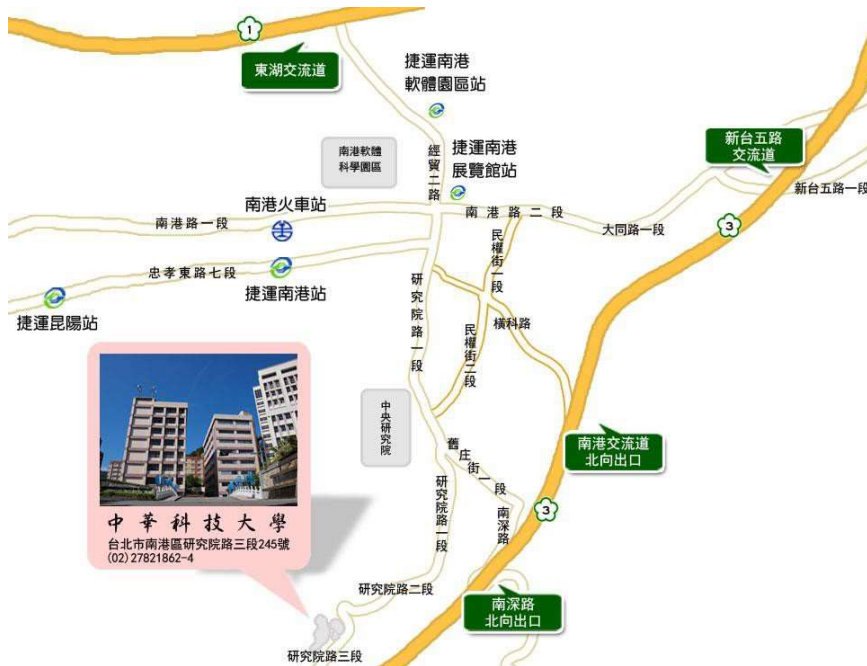 1
3
東湖交流道
捷運南港
軟體園區站
新台五路
交流道
南港軟體
科學園區
經貿二路
捷運南港
展覽館站
新台五路一段
南港火車站
南港路一段
南港路二段
大同路一段
3
民權街一段
忠孝東路七段
捷運南港站
捷運昆陽站
研究院路一段
橫科路
民權街二段
中央研究院
舊庄街一段
南港交流道
北向出口
研究院路一段
南深路
3
中華科技大學
台北市南港區研究院路三段245號
(02)27821862-4
研究院路二段
南深路
北向出口
研究院路三段